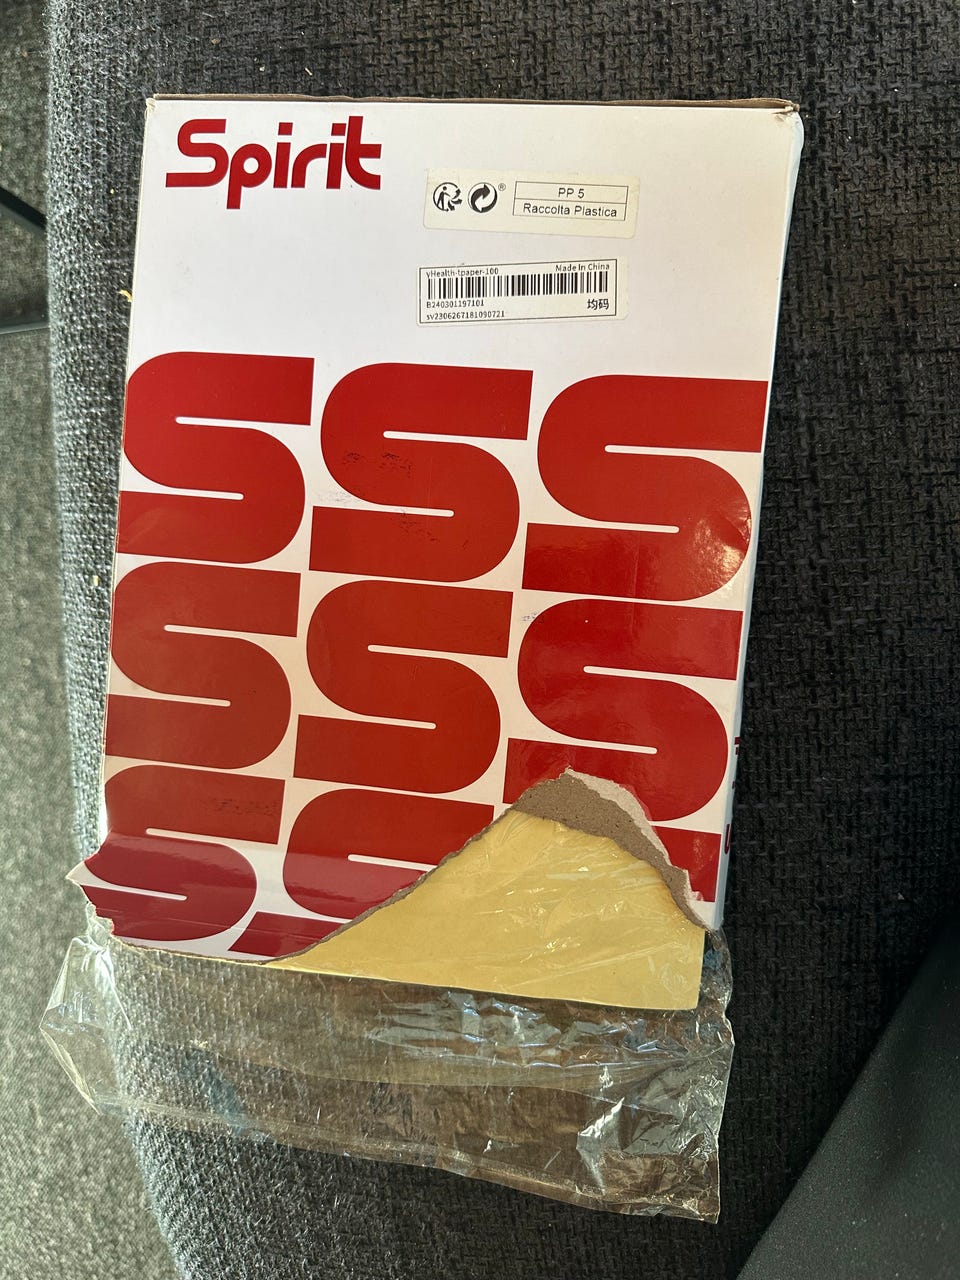 Spirit
PP 5
Raccolta Plastica
yHealth-tpaper-100 Made In China
B240301197101 均码
sv2306267181090721
S S S
S S S
S S S